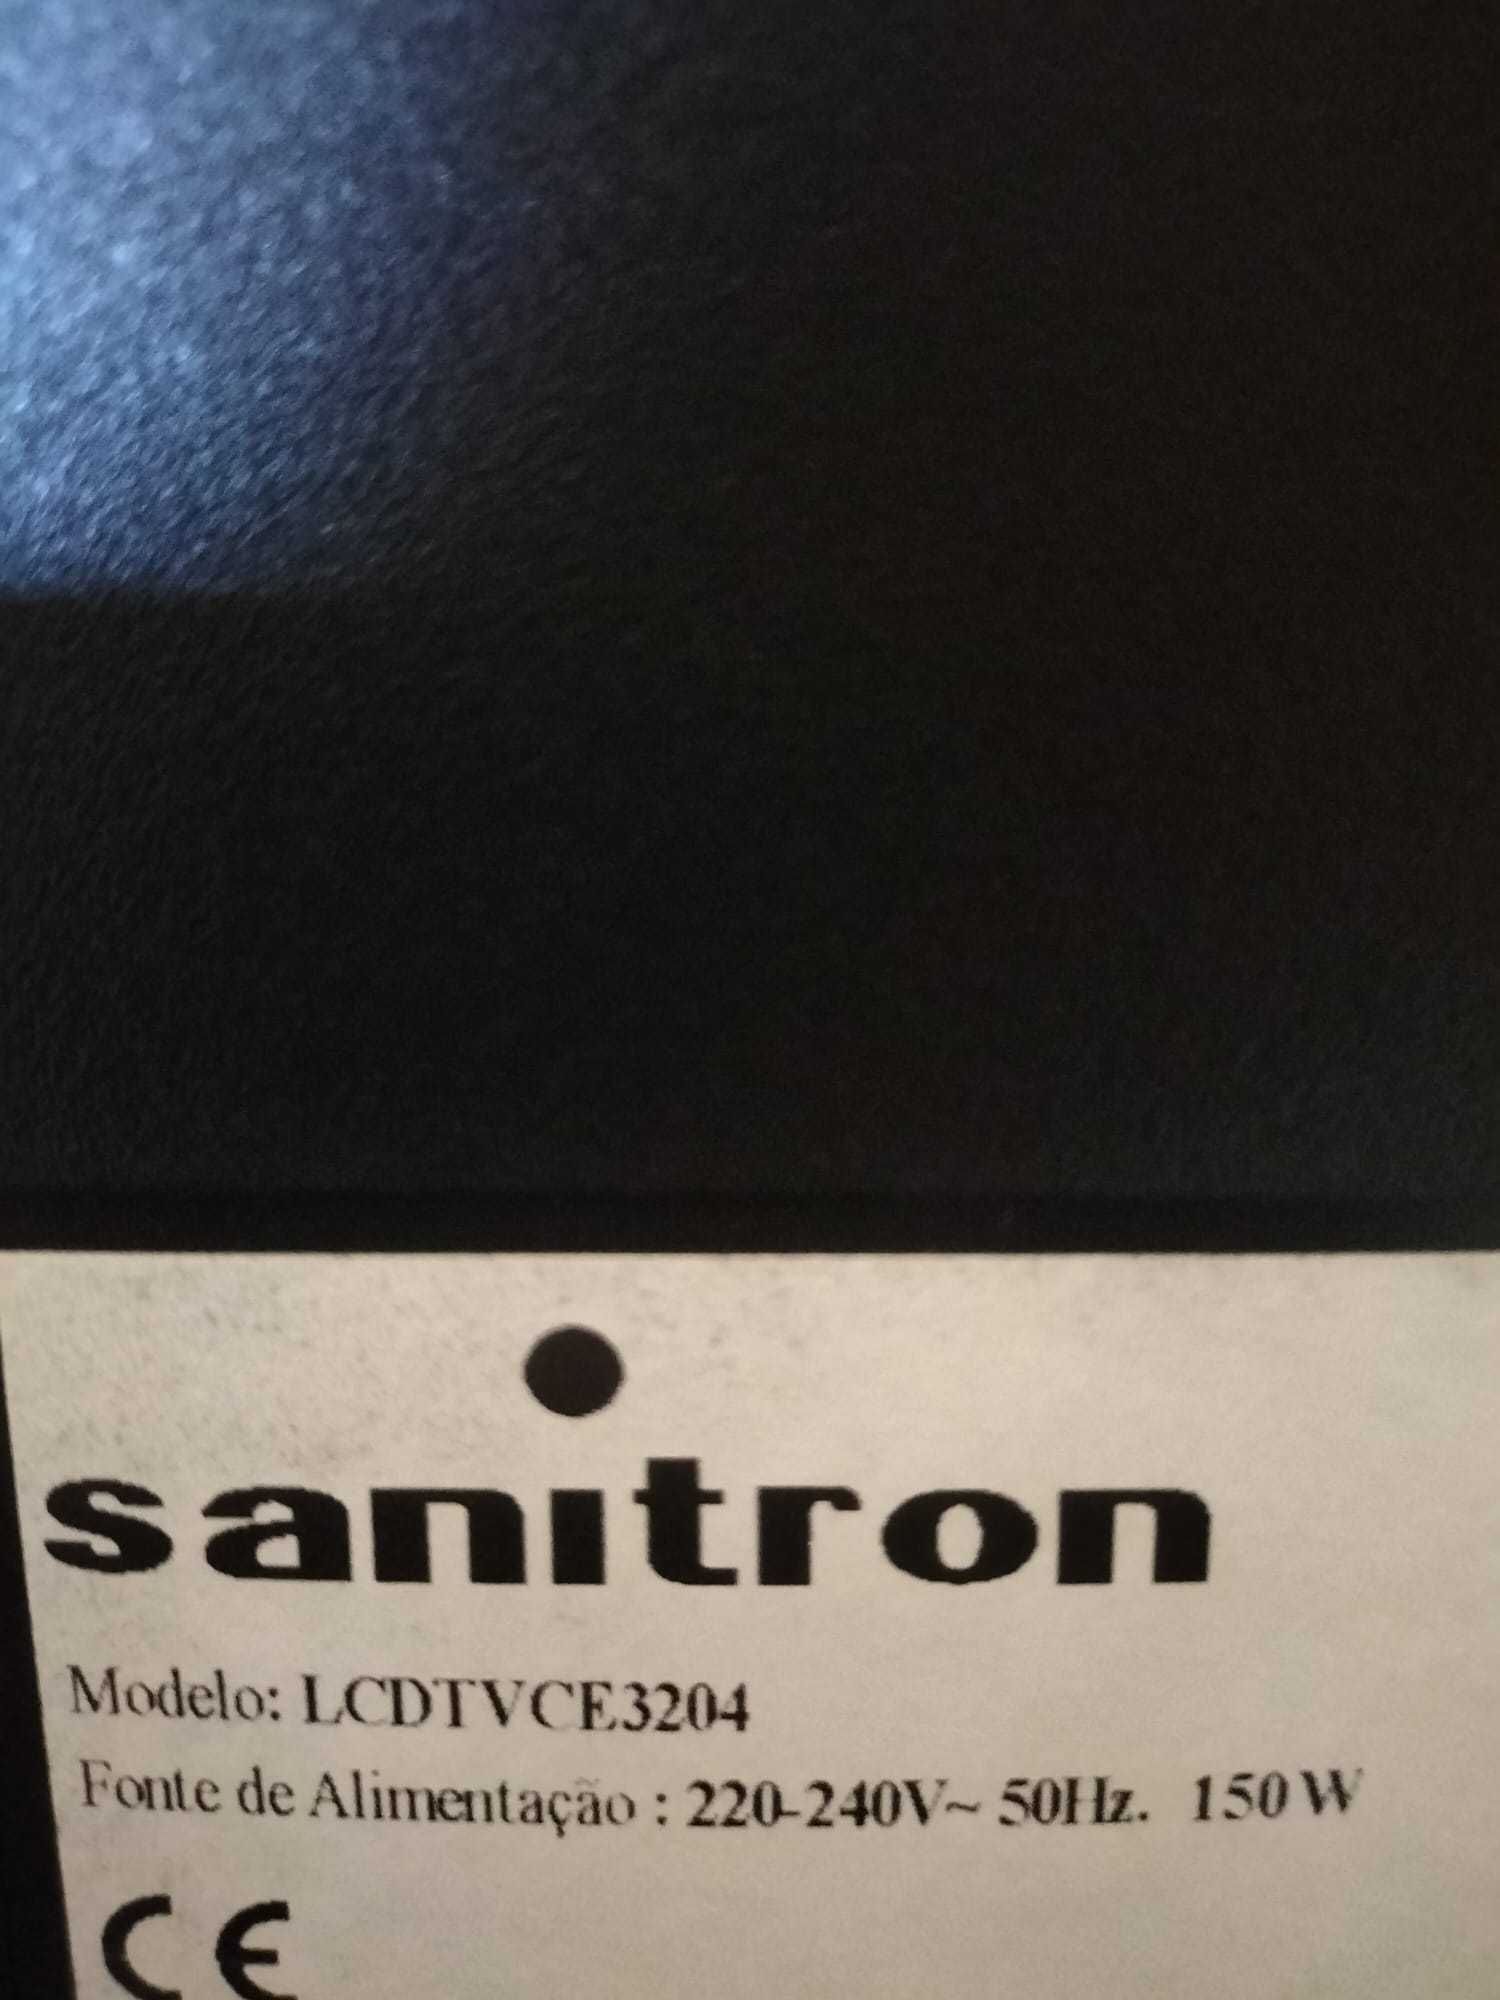 sanitron
Modelo: LCDTVCE3204
Fonte de Alimentação : 220-240V~ 50Hz. 150 W
CE